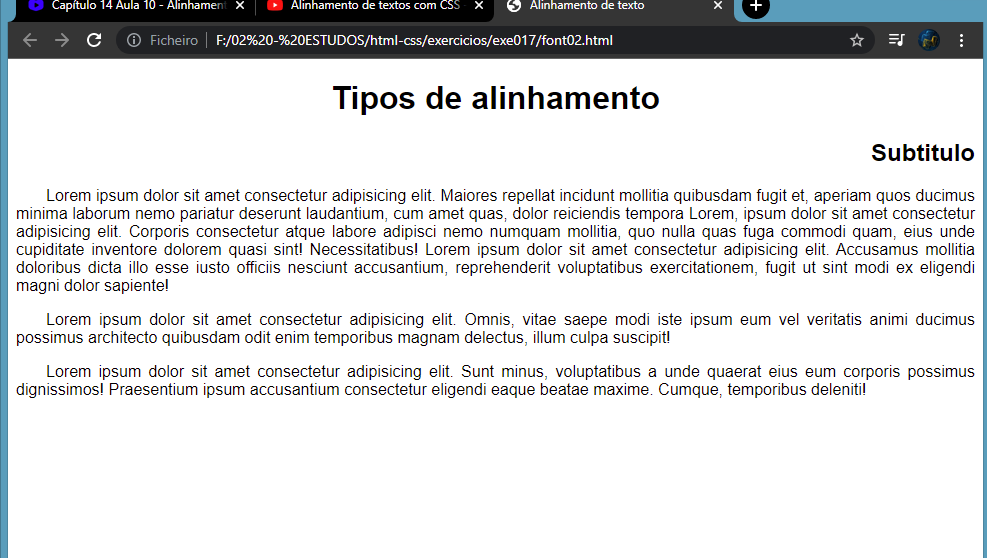 Capítulo 14 Aula 10 - Alinhament
Alinhamento de textos com CSS -
Alinhamento de texto
Ficheiro
F:/02%20-%20ESTUDOS/html-css/exercicios/exe017/font02.html
Tipos de alinhamento
Subtitulo
Lorem ipsum dolor sit amet consectetur adipisicing elit. Maiores repellat incidunt mollitia quibusdam fugit et, aperiam quos ducimus
minima laborum nemo pariatur deserunt laudantium, cum amet quas, dolor reiciendis tempora Lorem, ipsum dolor sit amet consectetur
adipisicing elit. Corporis consectetur atque labore adipisci nemo numquam mollitia, quo nulla quas fuga commodi quam, eius unde
cupiditate inventore dolorem quasi sint! Necessitatibus! Lorem ipsum dolor sit amet consectetur adipisicing elit. Accusamus mollitia
doloribus dicta illo esse iusto officiis nesciunt accusantium, reprehenderit voluptatibus exercitationem, fugit ut sint modi ex eligendi
magni dolor sapiente!
Lorem ipsum dolor sit amet consectetur adipisicing elit. Omnis, vitae saepe modi iste ipsum eum vel veritatis animi ducimus
possimus architecto quibusdam odit enim temporibus magnam delectus, illum culpa suscipit!
Lorem ipsum dolor sit amet consectetur adipisicing elit. Sunt minus, voluptatibus a unde quaerat eius eum corporis possimus
dignissimos! Praesentium ipsum accusantium consectetur eligendi eaque beatae maxime. Cumque, temporibus deleniti!